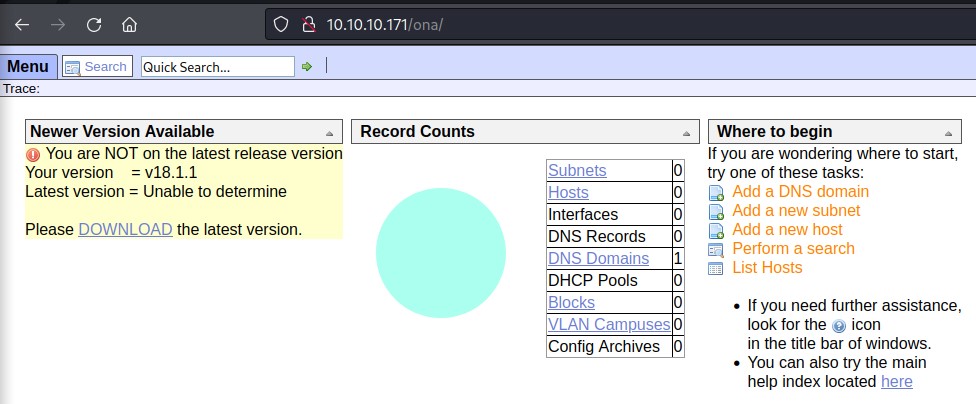 10.10.10.171/ona/
Menu Search Quick Search...
Trace:
Newer Version Available
You are NOT on the latest release version
Your version = v18.1.1
Latest version = Unable to determine
Please DOWNLOAD the latest version.
Record Counts
Subnets 0
Hosts 0
Interfaces 0
DNS Records 0
DNS Domains 1
DHCP Pools 0
Blocks 0
VLAN Campuses 0
Config Archives 0
Where to begin
If you are wondering where to start,
try one of these tasks:
Add a DNS domain
Add a new subnet
Add a new host
Perform a search
List Hosts
• If you need further assistance,
look for the ? icon
in the title bar of windows.
• You can also try the main
help index located here